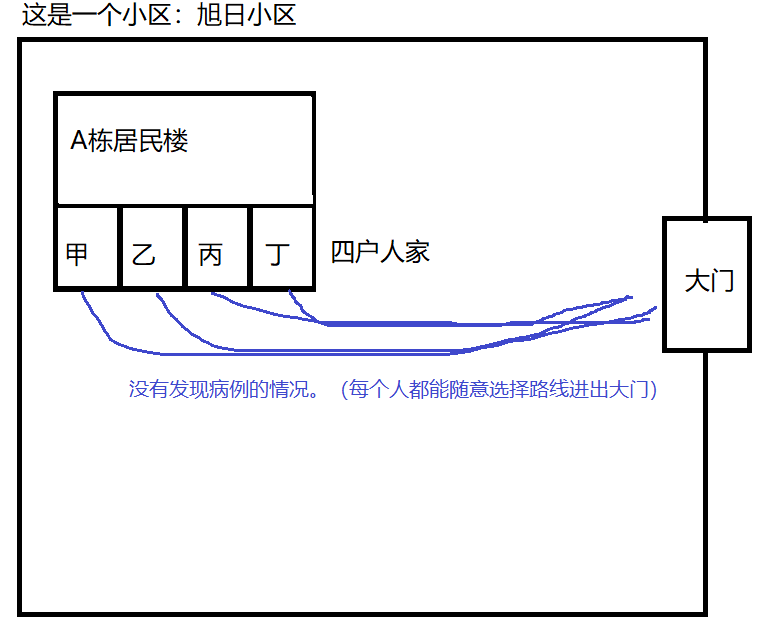 这是一个小区：旭日小区
A栋居民楼
甲 乙 丙 丁 四户人家
大门
没有发现病例的情况。（每个人都能随意选择路线进出大门）